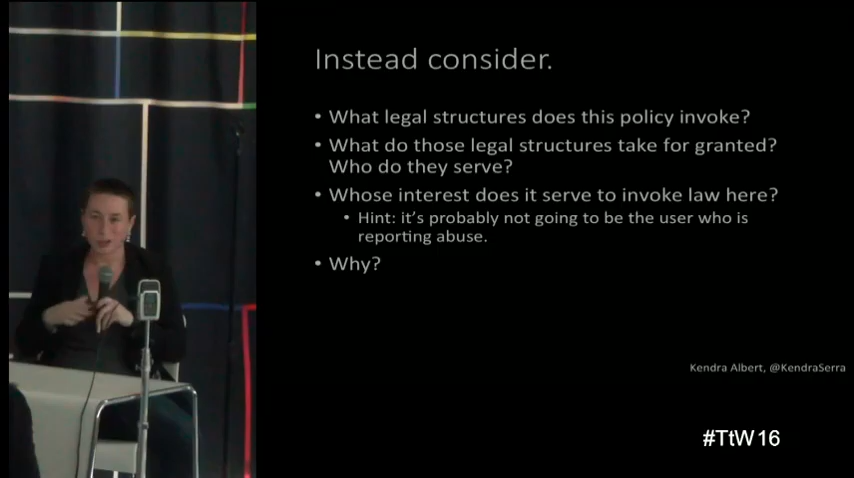 Instead consider.
• What legal structures does this policy invoke?
• What do those legal structures take for granted?
Who do they serve?
• Whose interest does it serve to invoke law here?
• Hint: it's probably not going to be the user who is
reporting abuse.
• Why?
Kendra Albert, @KendraSerra
#TtW16